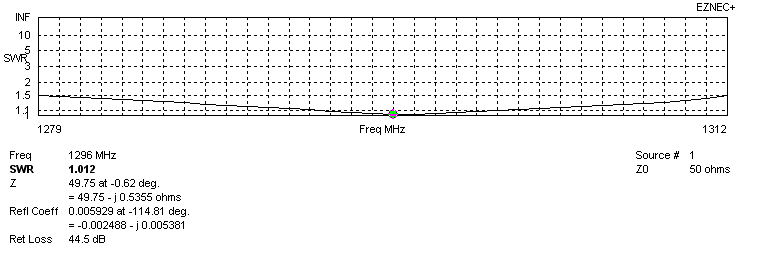 EZNEC+
INF
10
5
SWR
3
2
1.5
1.1
1279 Freq MHz 1312
Freq 1296 MHz Source # 1
SWR 1.012 Z0 50 ohms
Z 49.75 at -0.62 deg.
= 49.75 - j 0.5355 ohms
Refl Coeff 0.005929 at -114.81 deg.
= -0.002488 - j 0.005381
Ret Loss 44.5 dB